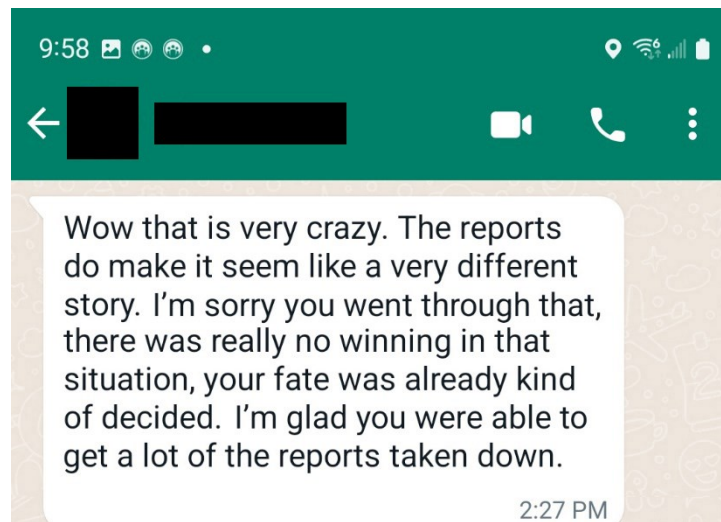 9:58
Wow that is very crazy. The reports
do make it seem like a very different
story. I'm sorry you went through that,
there was really no winning in that
situation, your fate was already kind
of decided. I'm glad you were able to
get a lot of the reports taken down.
2:27 PM